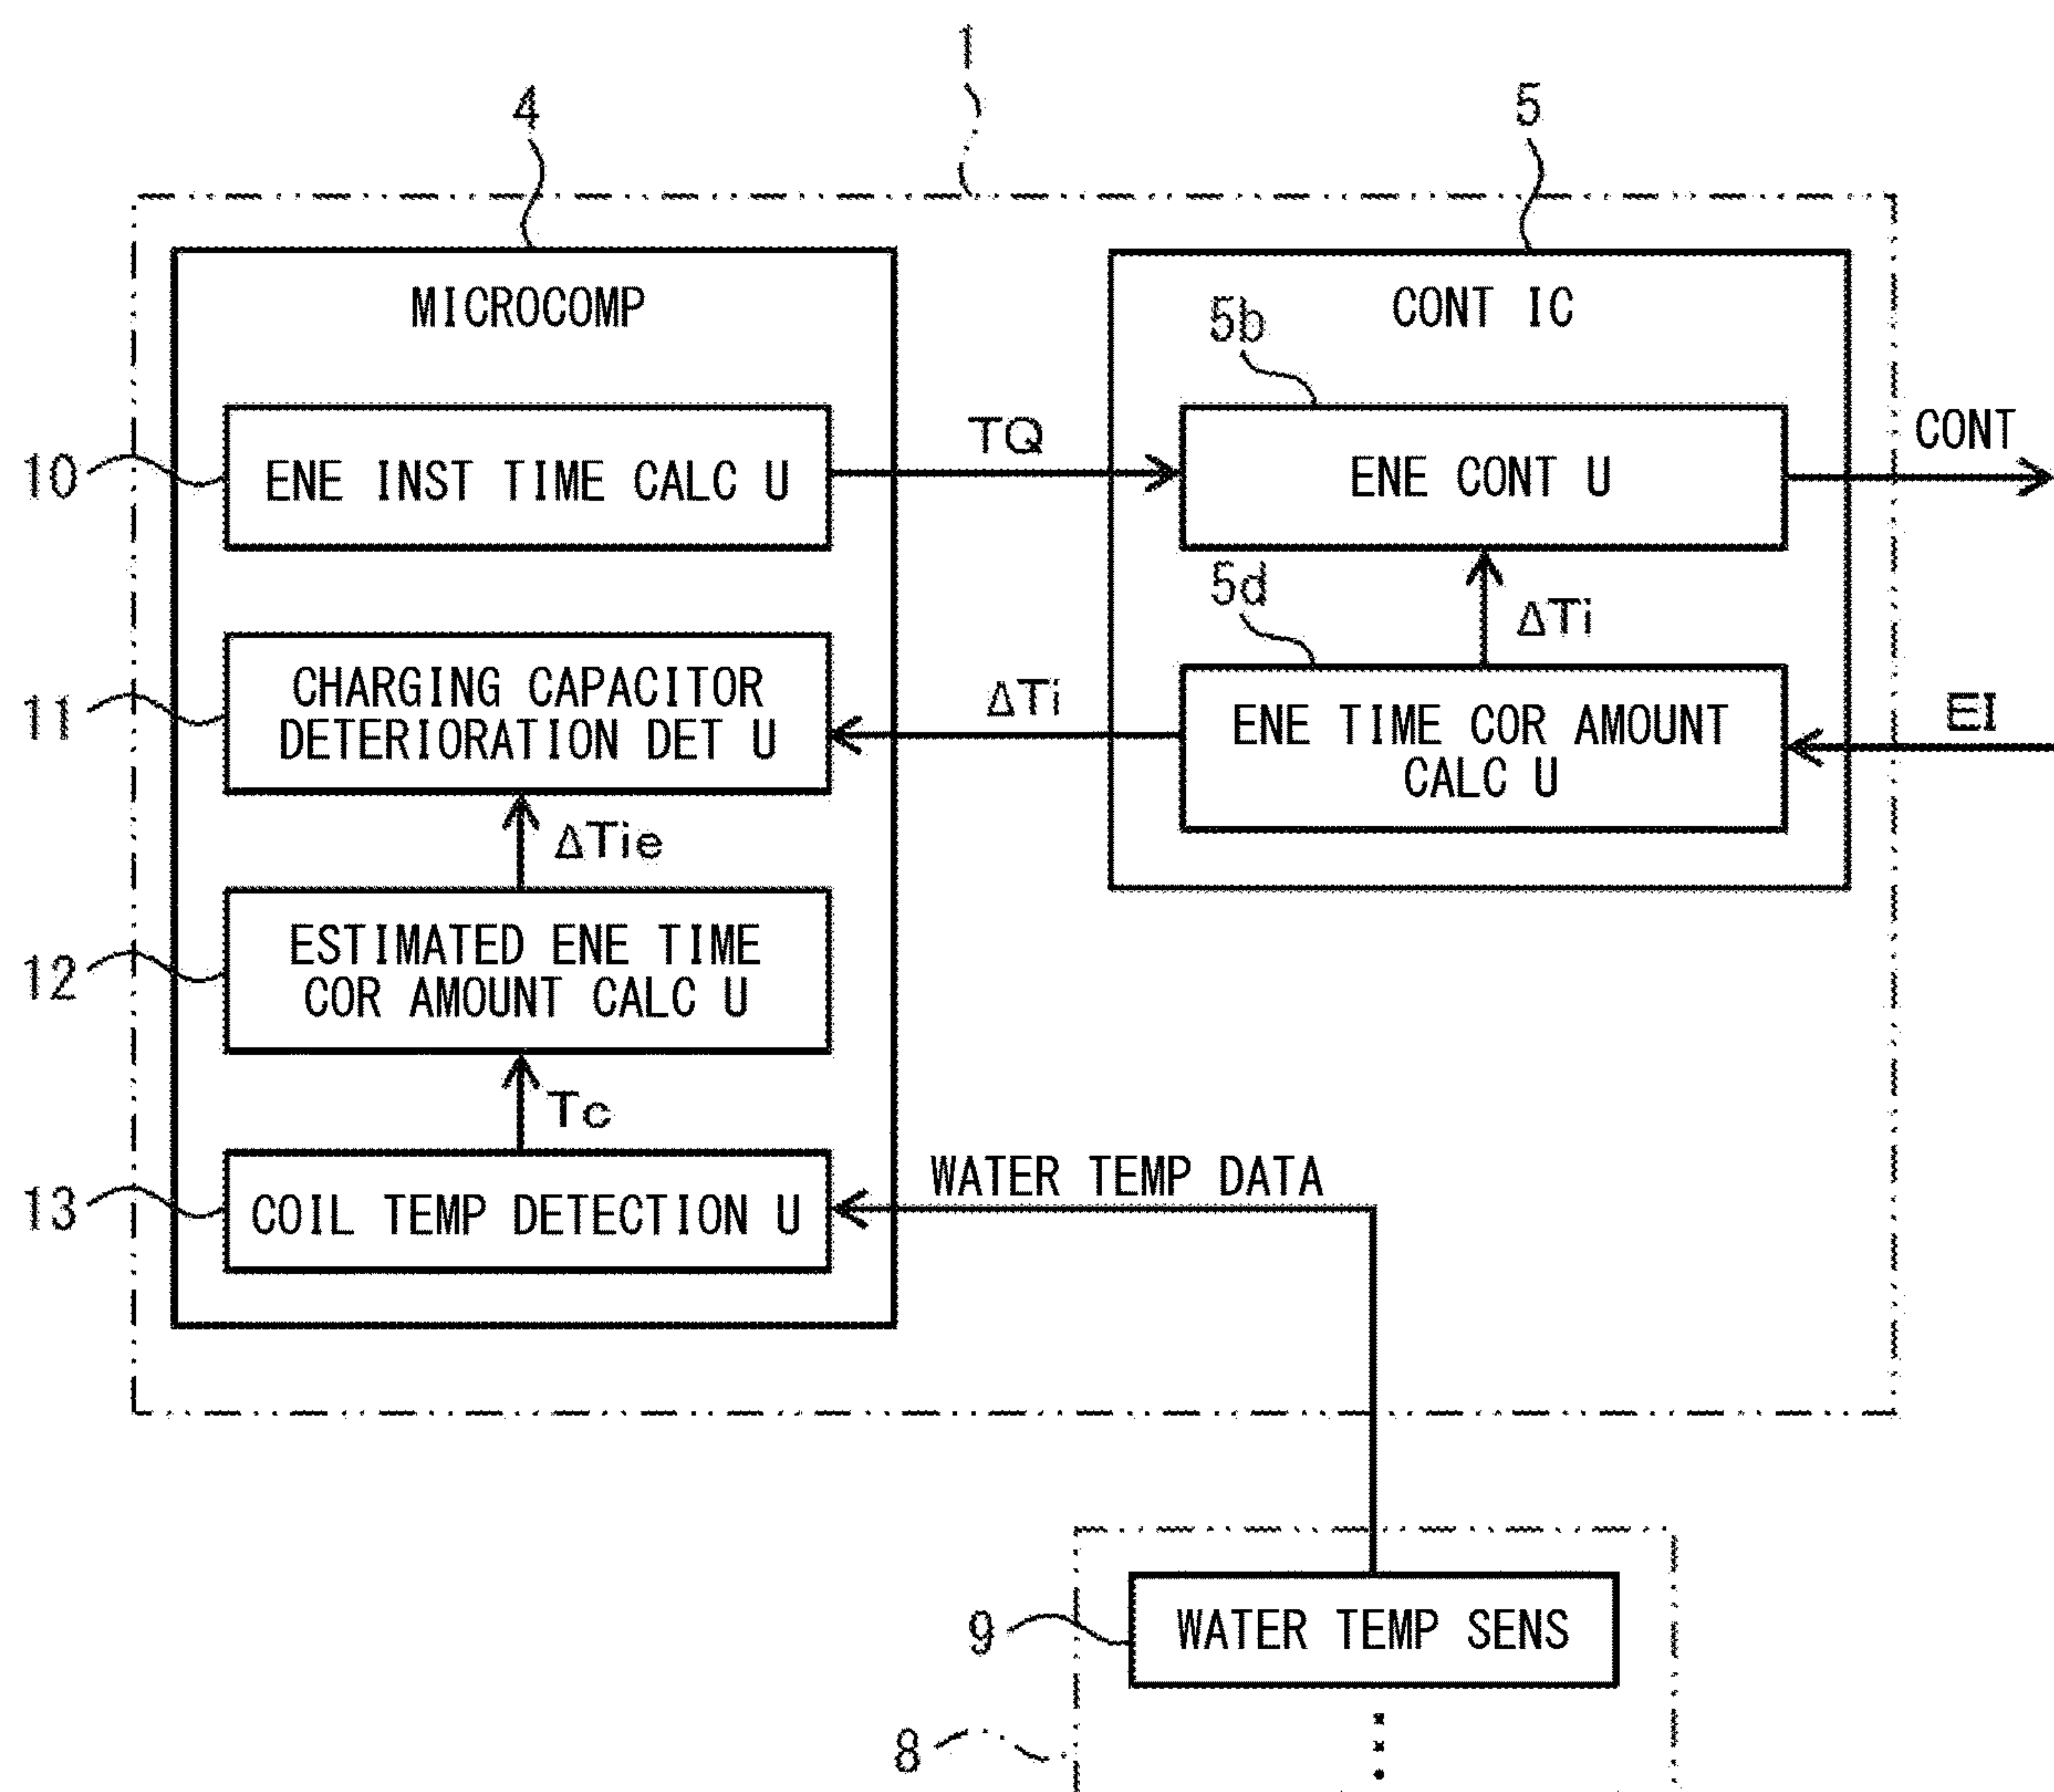 1
4
5
MICROCOMP
CONT IC
5b
10
ENE INST TIME CALC U
TQ
ENE CONT U
CONT
5d
ΔTi
11
CHARGING CAPACITOR
DETERIORATION DET U
ΔTi
ENE TIME COR AMOUNT
CALC U
EI
ΔTie
12
ESTIMATED ENE TIME
COR AMOUNT CALC U
Tc
13
COIL TEMP DETECTION U
WATER TEMP DATA
9
WATER TEMP SENS
8